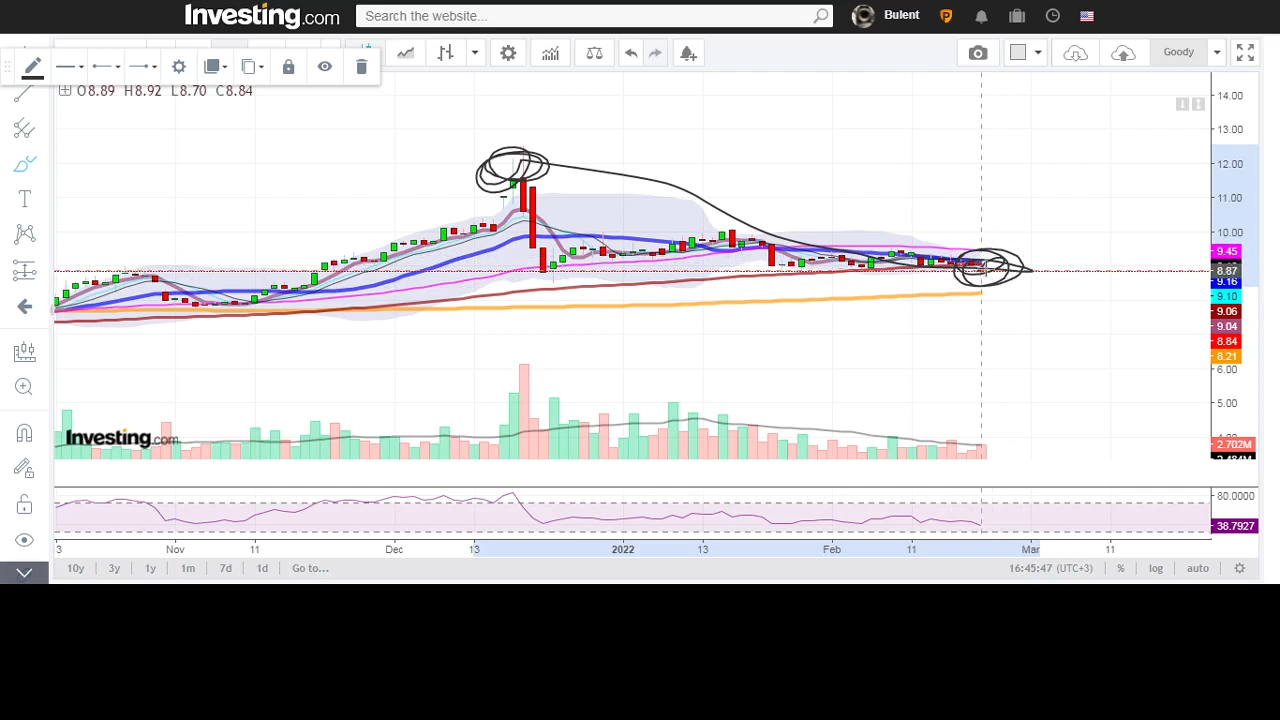 Investing.com
Search the website...
Bulent
Goody
O8.89 H8.92 L8.70 C8.84
14.00
13.00
12.00
11.00
10.00
9.45
8.87
9.16
9.10
9.06
9.04
8.84
8.21
6.00
5.00
2.702M
Investing.com
80.0000
38.7927
3 Nov 11 Dec 13 2022 13 Feb 11 Mar 11
10y 3y 1y 1m 7d 1d Go to... 16:45:47 (UTC+3) % log auto